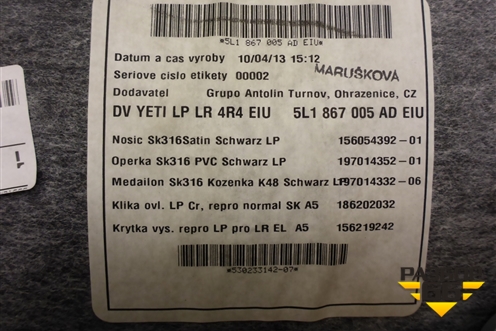 *5L1 867 005 AD EIU*
Datum a cas vyroby 10/04/13 15:12
Seriove cislo etikety 00002
MARUŠKOVÁ
Dodavatel Grupo Antolin Turnov, Ohrazenice, CZ
DV YETI LP LR 4R4 EIU 5L1 867 005 AD EIU
Nosic Sk316Satin Schwarz LP 156054392-01
Operka Sk316 PVC Schwarz LP 197014352-01
Medailon Sk316 Kozenka K48 Schwarz LP197014332-06
Klika ovl. LP Cr, repro normal SK A5 186202032
Krytka vys. repro LP pro LR EL A5 156219242
*530233142-07*
1